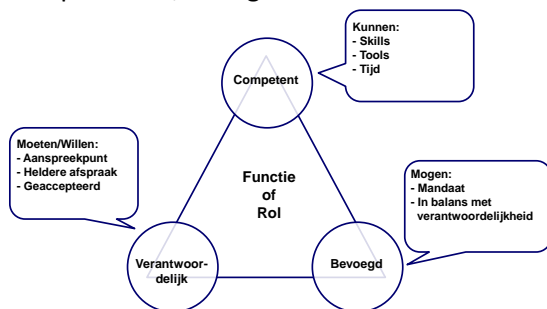 Kunnen:
- Skills
- Tools
- Tijd
Competent
Moeten/Willen:
- Aanspreekpunt
- Heldere afspraak
- Geaccepteerd
Functie
of
Rol
Mogen:
- Mandaat
- In balans met
verantwoordelijkheid
Verantwoor-
delijk
Bevoegd